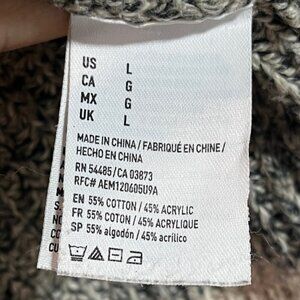 US L
CA G
MX G
UK L
MADE IN CHINA / FABRIQUÉ EN CHINE /
HECHO EN CHINA
RN 54485/CA 03873
RFC# AEM120605U9A
EN 55% COTTON / 45% ACRYLIC
FR 55% COTON / 45% ACRYLIQUE
SP 55% algodón / 45% acrílico